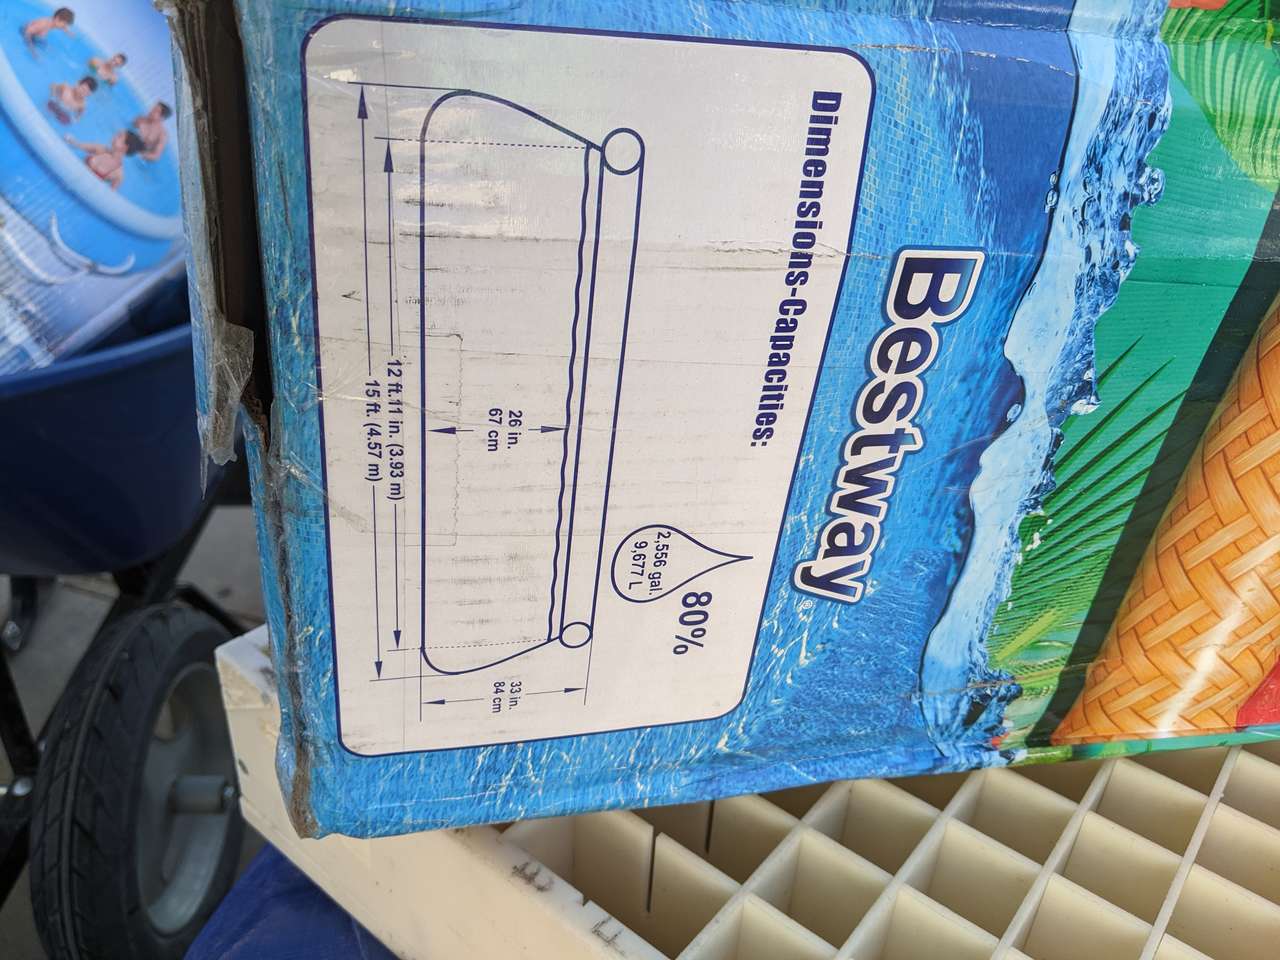 Bestway®
Dimensions-Capacities:
80%
2,556 gal.
9,677 L
26 in.
67 cm
33 in.
84 cm
12 ft.11 in. (3.93 m)
15 ft. (4.57 m)